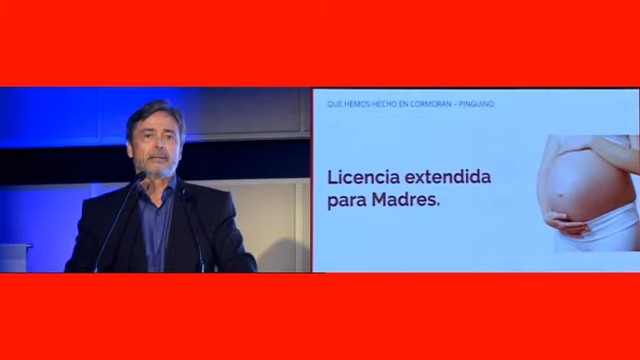 QUE HEMOS HECHO EN CORMORAN – PINGUINO
Licencia extendida
para Madres.